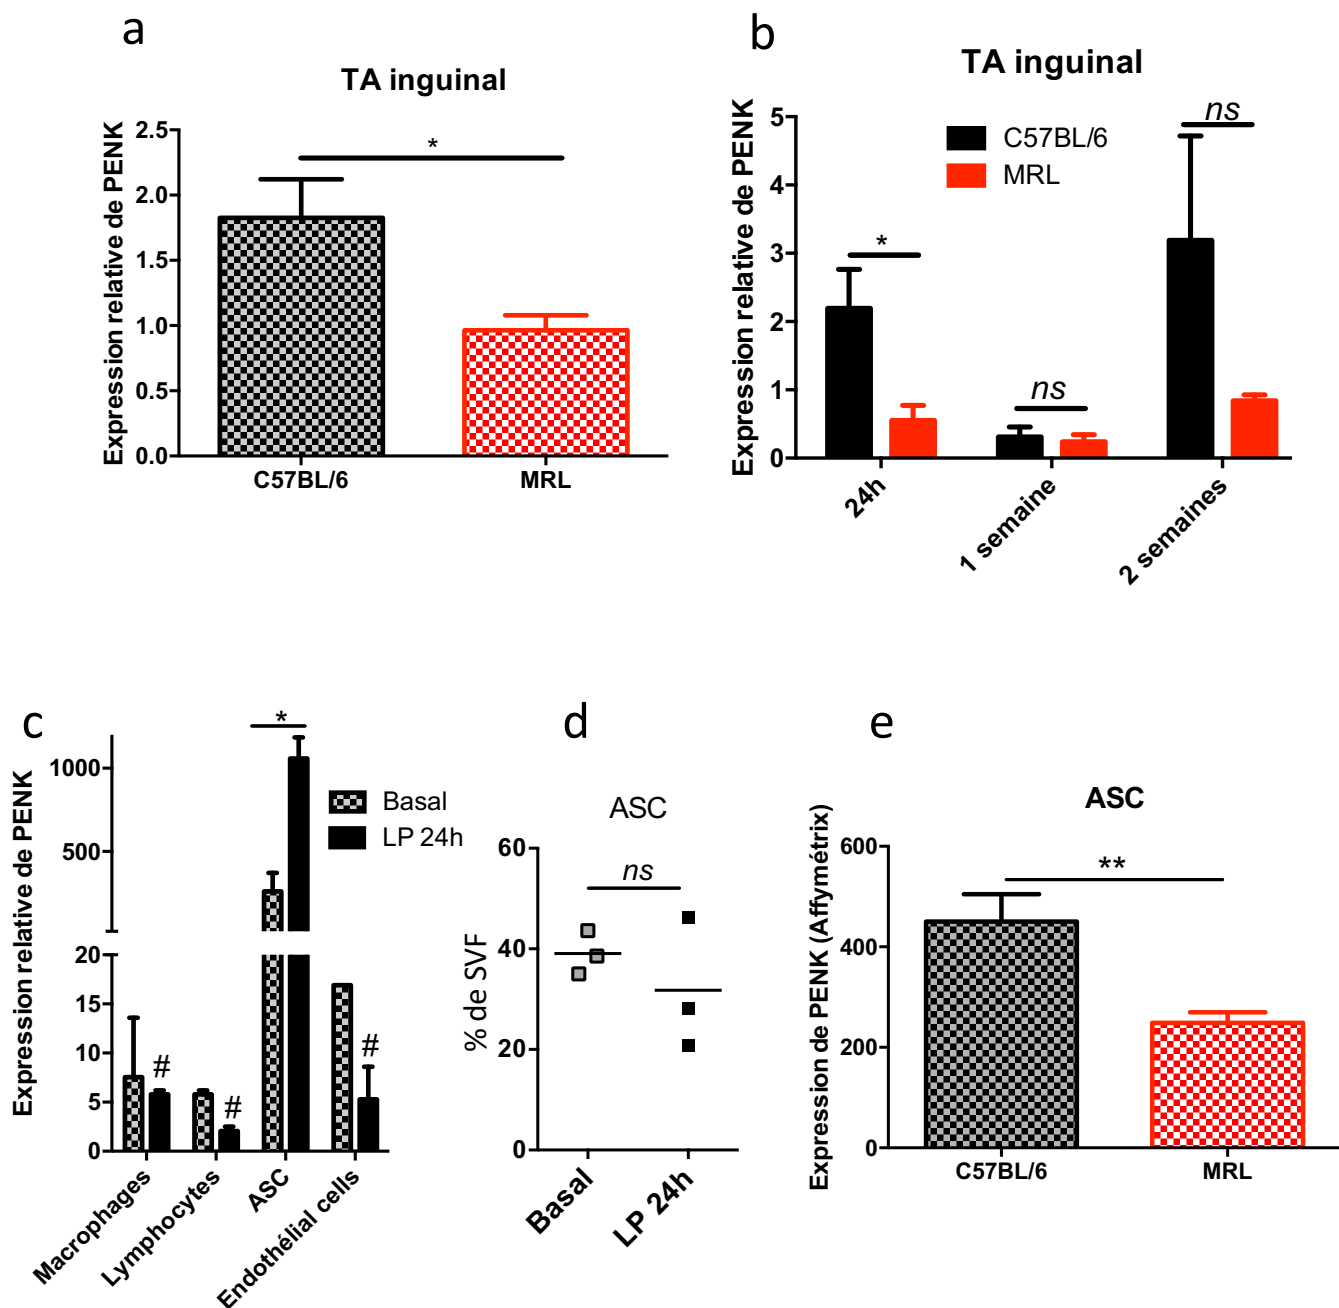 a
TA inguinal
Expression relative de PENK
2.5
2.0
1.5
1.0
0.5
0.0
*
C57BL/6
MRL
b
TA inguinal
Expression relative de PENK
5
4
3
2
1
0
C57BL/6
MRL
*
ns
ns
24h
1 semaine
2 semaines
c
Expression relative de PENK
1000
500
20
15
10
5
0
*
Basal
LP 24h
#
#
#
Macrophages
Lymphocytes
ASC
Endothélial cells
d
ASC
% de SVF
60
40
20
0
ns
Basal
LP 24h
e
ASC
Expression de PENK (Affymétrix)
600
400
200
0
**
C57BL/6
MRL